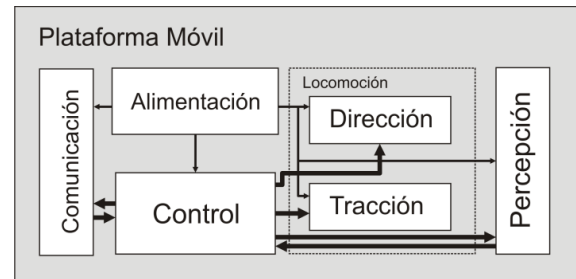 Plataforma Móvil
Comunicación
Alimentación
Locomoción
Dirección
Percepción
Control
Tracción